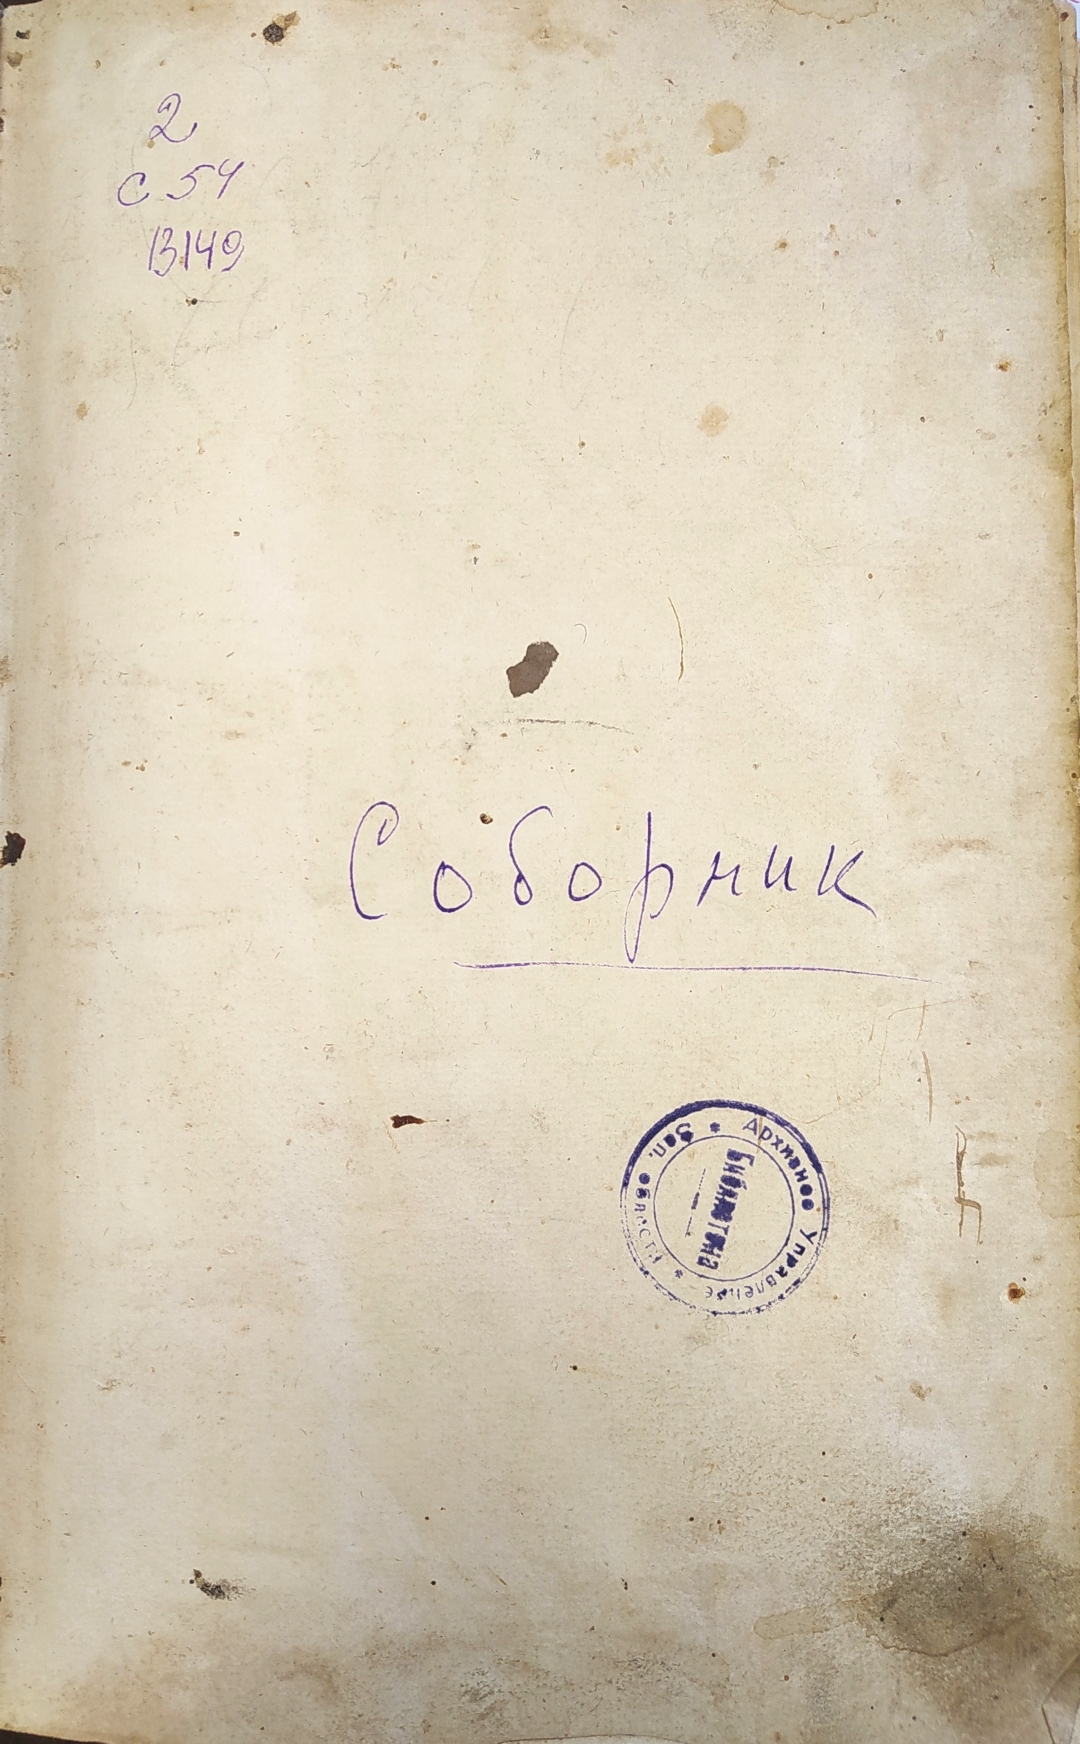 2
С 54
13149
Соборник
Архивное Управление * Зап. области *
Библиотека